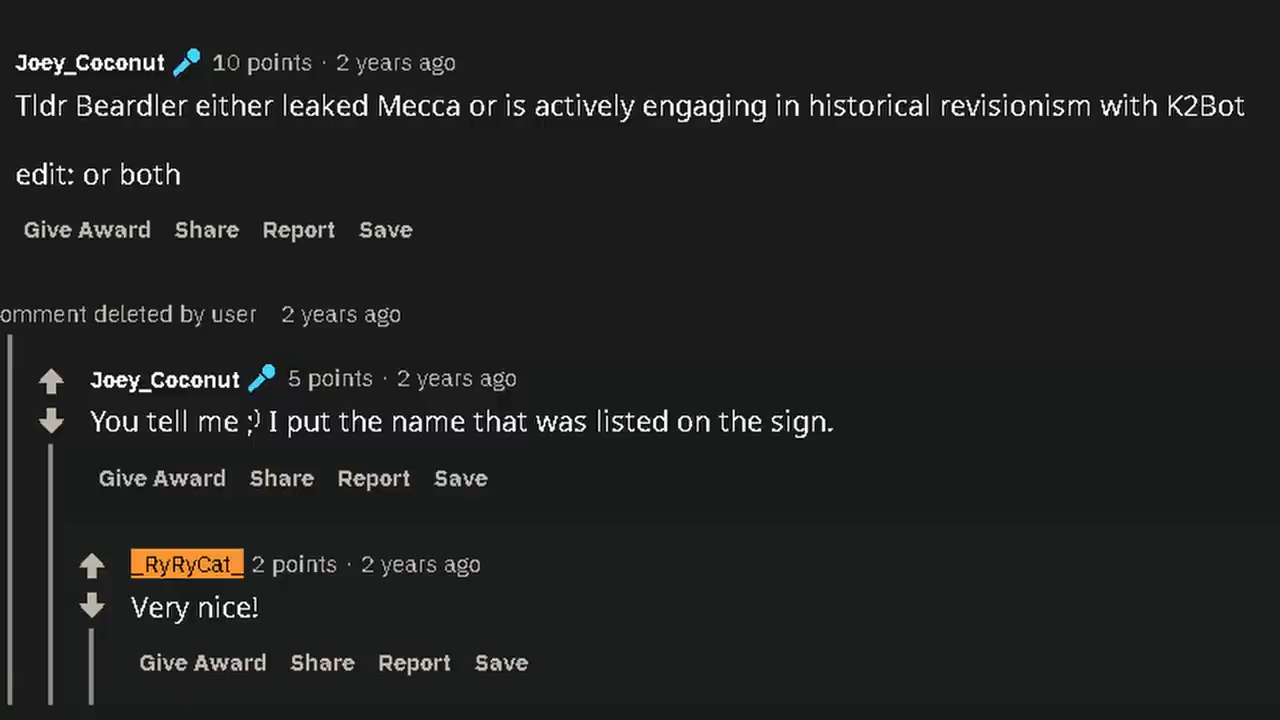 Joey_Coconut 10 points · 2 years ago
Tldr Beardler either leaked Mecca or is actively engaging in historical revisionism with K2Bot
edit: or both
Give Award Share Report Save
omment deleted by user 2 years ago
Joey_Coconut 5 points · 2 years ago
You tell me ;) I put the name that was listed on the sign.
Give Award Share Report Save
_RyRyCat_ 2 points · 2 years ago
Very nice!
Give Award Share Report Save